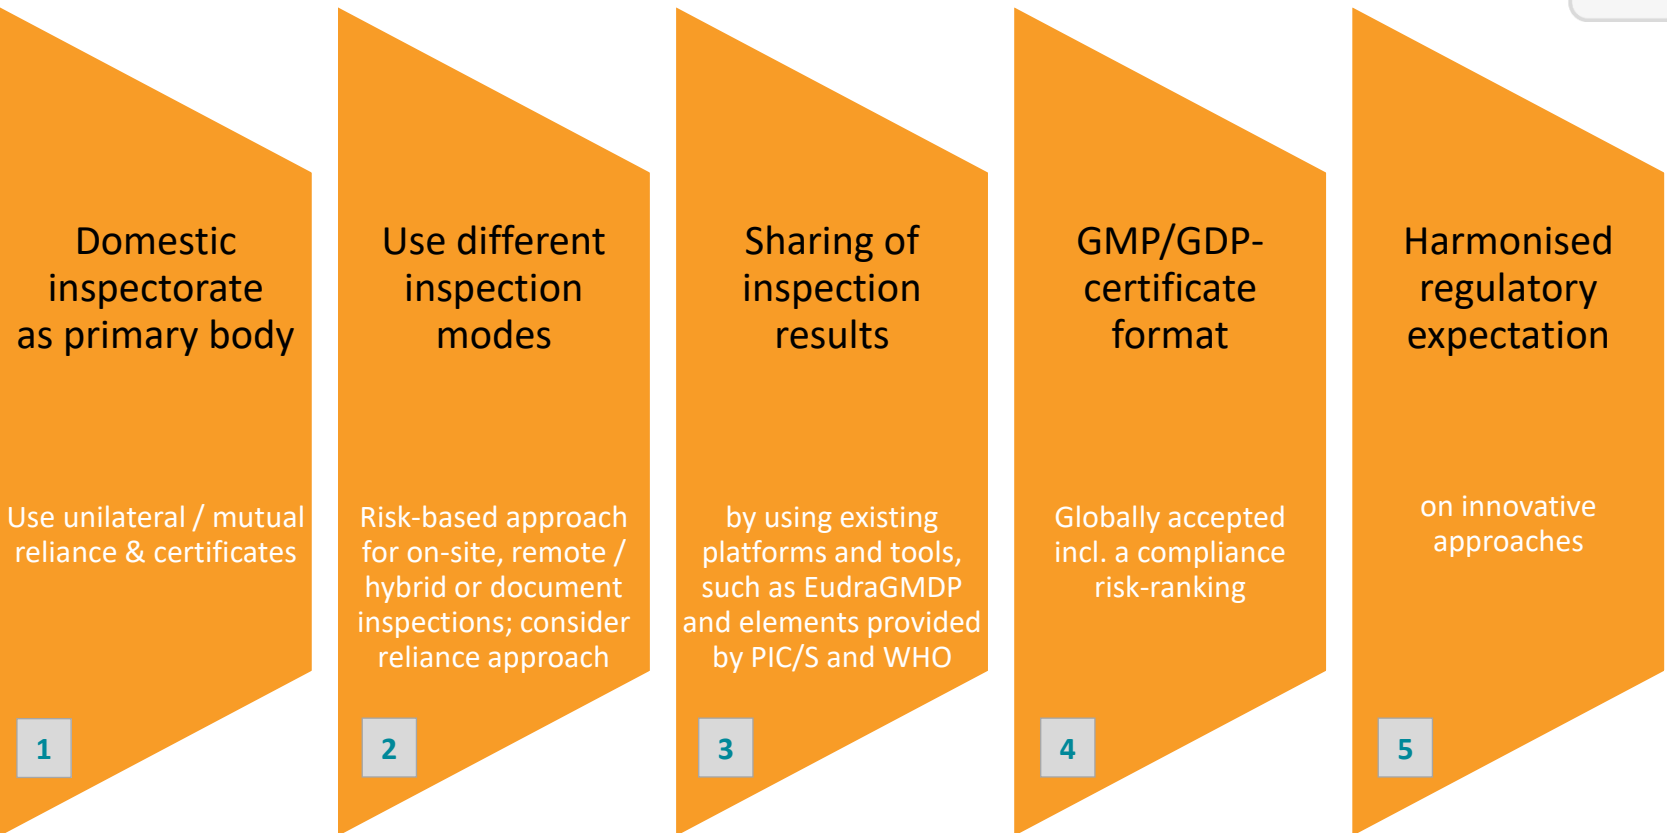 Domestic
inspectorate
as primary body
Use unilateral / mutual
reliance & certificates
1
Use different
inspection
modes
Risk-based approach
for on-site, remote /
hybrid or document
inspections; consider
reliance approach
2
Sharing of
inspection
results
by using existing
platforms and tools,
such as EudraGMDP
and elements provided
by PIC/S and WHO
3
GMP/GDP-
certificate
format
Globally accepted
incl. a compliance
risk-ranking
4
Harmonised
regulatory
expectation
on innovative
approaches
5